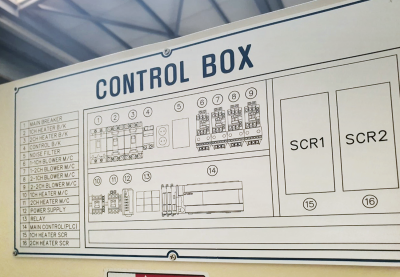 CONTROL BOX
1 MAIN BREAKER
2 1CH HEATER B/K
3 2CH HEATER B/K
4 CONTROL B/K
5 NOISE FILTER
6 1-1CH BLOWER M/C
7 1-2CH BLOWER M/C
8 2-1CH BLOWER M/C
9 2-2CH BLOWER M/C
10 1CH HEATER M/C
11 2CH HEATER M/C
12 POWER SUPPLY
13 RELAY
14 MAIN CONTROL(PLC)
15 1CH HEATER SCR
16 2CH HEATER SCR
1 2 3 4 5 6 7 8 9
10 11 12 13 14
SCR1 SCR2
15 16